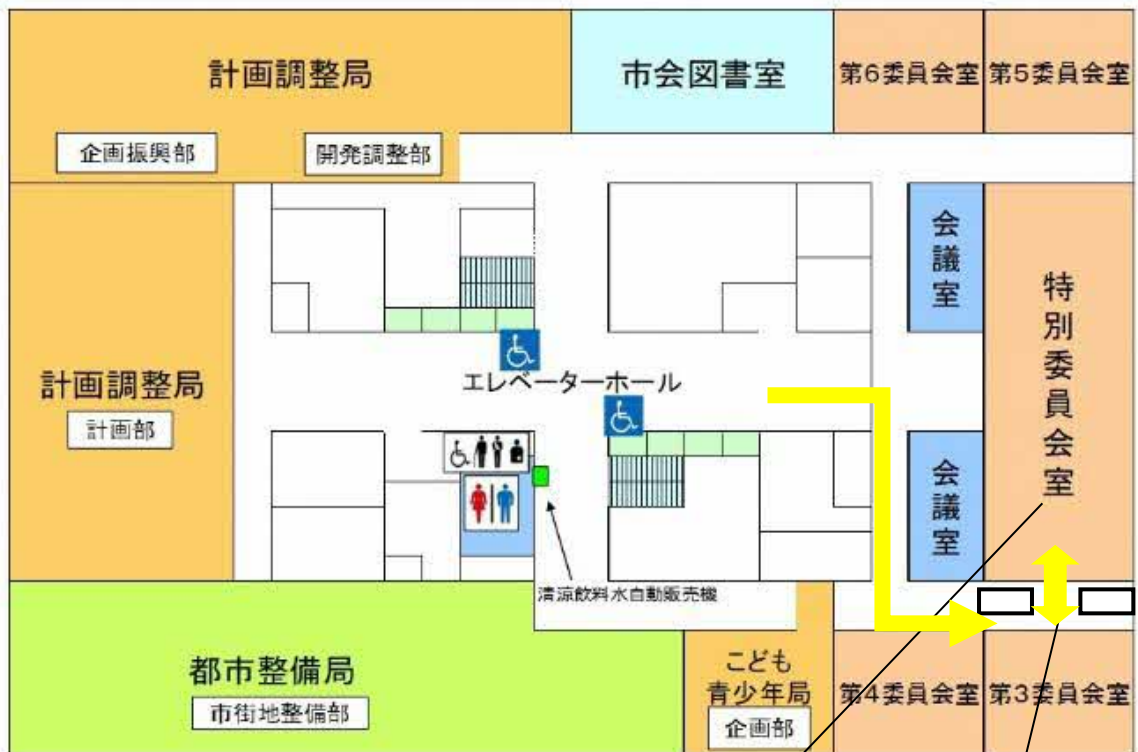 計画調整局
市会図書室
第6委員会室
第5委員会室
企画振興部
開発調整部
会議室
特別委員会室
エレベーターホール
計画調整局
計画部
会議室
清涼飲料水自動販売機
都市整備局
市街地整備部
こども
青少年局
企画部
第4委員会室
第3委員会室